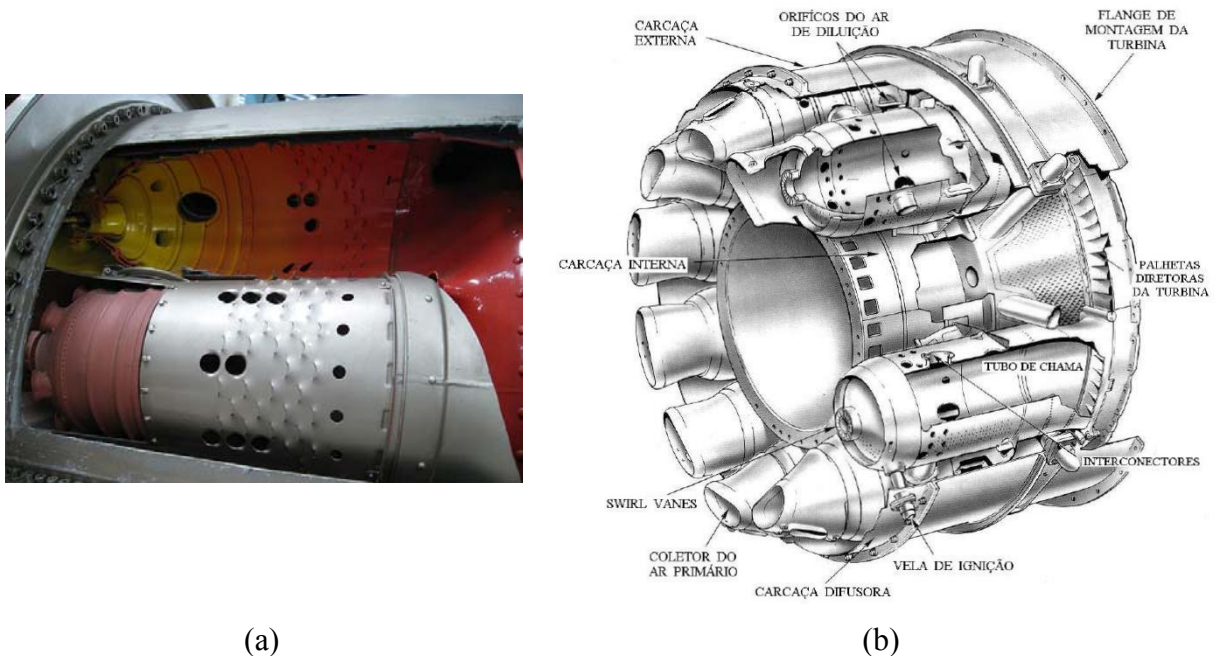 CARCAÇA
EXTERNA
ORIFÍCOS DO AR
DE DILUIÇÃO
FLANGE DE
MONTAGEM DA
TURBINA
CARCAÇA INTERNA
PALHETAS
DIRETORAS
DA TURBINA
TUBO DE CHAMA
INTERCONECTORES
SWIRL VANES
COLETOR DO
AR PRIMÁRIO
VELA DE IGNIÇÃO
CARCAÇA DIFUSORA
(a)
(b)